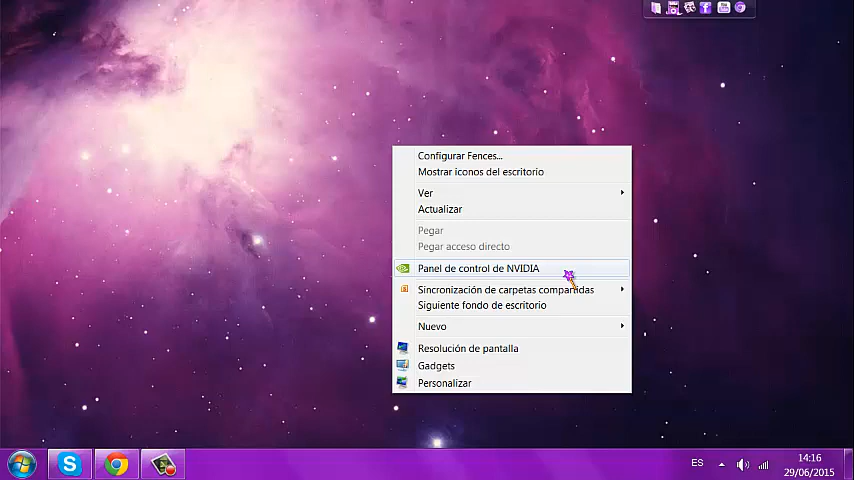 Configurar Fences...
Mostrar iconos del escritorio
Ver
Actualizar
Pegar
Pegar acceso directo
Panel de control de NVIDIA
Sincronización de carpetas compartidas
Siguiente fondo de escritorio
Nuevo
Resolución de pantalla
Gadgets
Personalizar
ES
14:16
29/06/2015